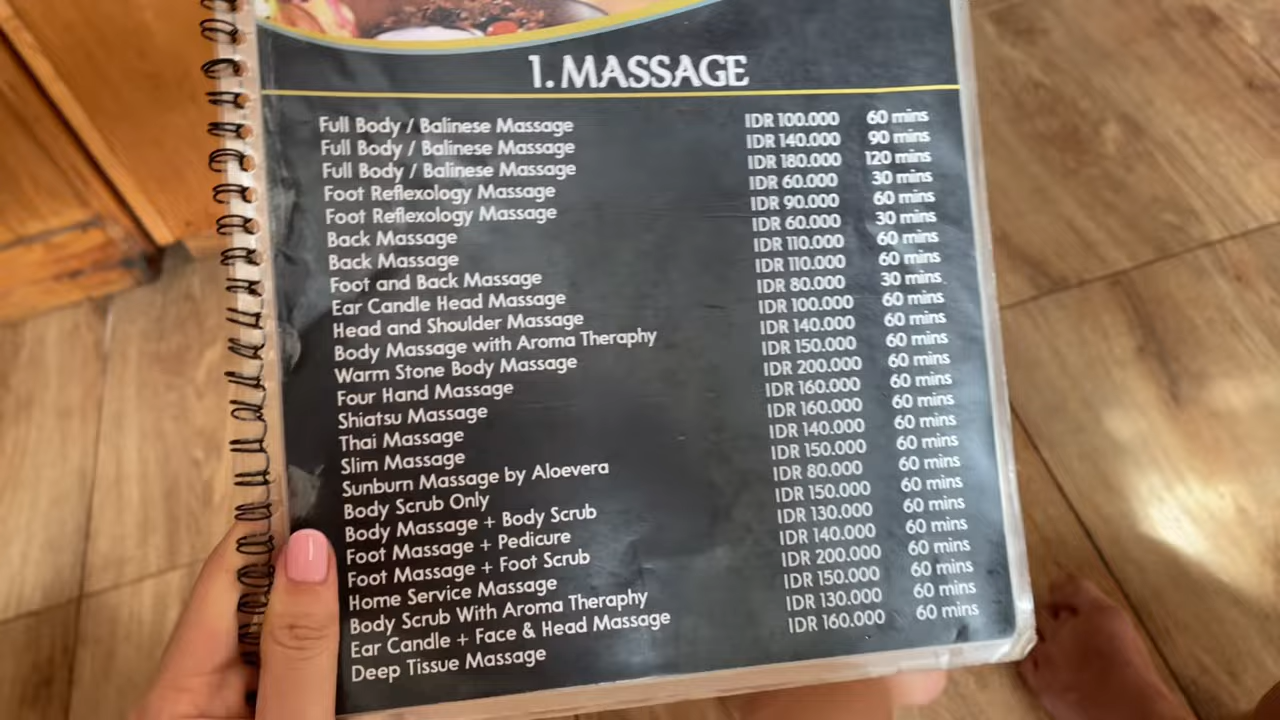 1. MASSAGE
Full Body / Balinese Massage IDR 100.000 60 mins
Full Body / Balinese Massage IDR 140.000 90 mins
Full Body / Balinese Massage IDR 180.000 120 mins
Foot Reflexology Massage IDR 60.000 30 mins
Foot Reflexology Massage IDR 90.000 60 mins
Back Massage IDR 60.000 30 mins
Back Massage IDR 110.000 60 mins
Foot and Back Massage IDR 110.000 60 mins
Ear Candle Head Massage IDR 80.000 30 mins
Head and Shoulder Massage IDR 100.000 60 mins
Body Massage with Aroma Theraphy IDR 140.000 60 mins
Warm Stone Body Massage IDR 150.000 60 mins
Four Hand Massage IDR 200.000 60 mins
Shiatsu Massage IDR 160.000 60 mins
Thai Massage IDR 160.000 60 mins
Slim Massage IDR 140.000 60 mins
Sunburn Massage by Aloevera IDR 150.000 60 mins
Body Scrub Only IDR 80.000 60 mins
Body Massage + Body Scrub IDR 150.000 60 mins
Foot Massage + Pedicure IDR 130.000 60 mins
Foot Massage + Foot Scrub IDR 140.000 60 mins
Home Service Massage IDR 200.000 60 mins
Body Scrub With Aroma Theraphy IDR 150.000 60 mins
Ear Candle + Face & Head Massage IDR 130.000 60 mins
Deep Tissue Massage IDR 160.000 60 mins